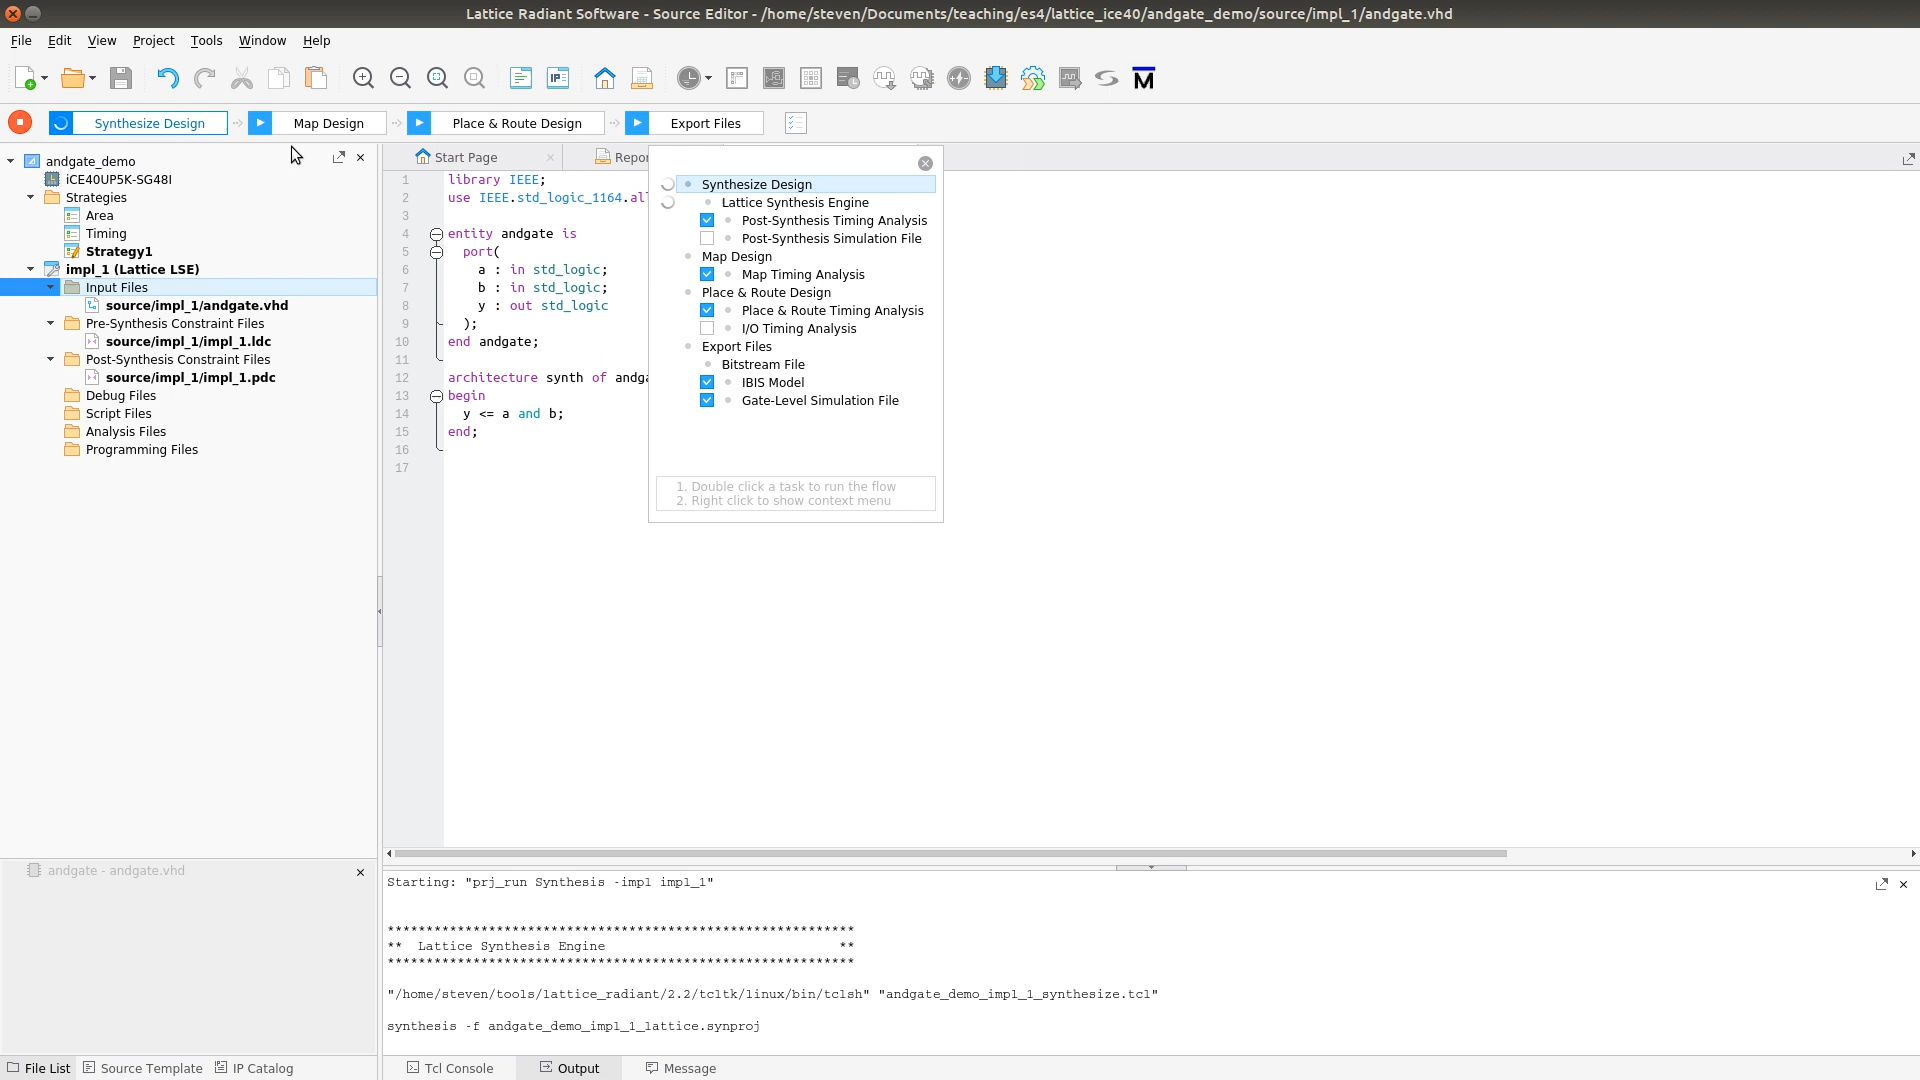 Lattice Radiant Software - Source Editor - /home/steven/Documents/teaching/es4/lattice_ice40/andgate_demo/source/impl_1/andgate.vhd
File Edit View Project Tools Window Help
IP
M
Synthesize Design Map Design Place & Route Design Export Files
andgate_demo
iCE40UP5K-SG48I
Strategies
Area
Timing
Strategy1
impl_1 (Lattice LSE)
Input Files
source/impl_1/andgate.vhd
Pre-Synthesis Constraint Files
source/impl_1/impl_1.ldc
Post-Synthesis Constraint Files
source/impl_1/impl_1.pdc
Debug Files
Script Files
Analysis Files
Programming Files
Start Page
1 library IEEE;
2 use IEEE.std_logic_1164.al
3
4 entity andgate is
5 port(
6 a : in std_logic;
7 b : in std_logic;
8 y : out std_logic
9 );
10 end andgate;
11
12 architecture synth of andga
13 begin
14 y <= a and b;
15 end;
16
17
Synthesize Design
Lattice Synthesis Engine
Post-Synthesis Timing Analysis
Post-Synthesis Simulation File
Map Design
Map Timing Analysis
Place & Route Design
Place & Route Timing Analysis
I/O Timing Analysis
Export Files
Bitstream File
IBIS Model
Gate-Level Simulation File
1. Double click a task to run the flow
2. Right click to show context menu
andgate - andgate.vhd
Starting: "prj_run Synthesis -impl impl_1"
************************************************************
** Lattice Synthesis Engine **
************************************************************
"/home/steven/tools/lattice_radiant/2.2/tcltk/linux/bin/tclsh" "andgate_demo_impl_1_synthesize.tcl"
synthesis -f andgate_demo_impl_1_lattice.synproj
File List Source Template IP Catalog
Tcl Console Output Message